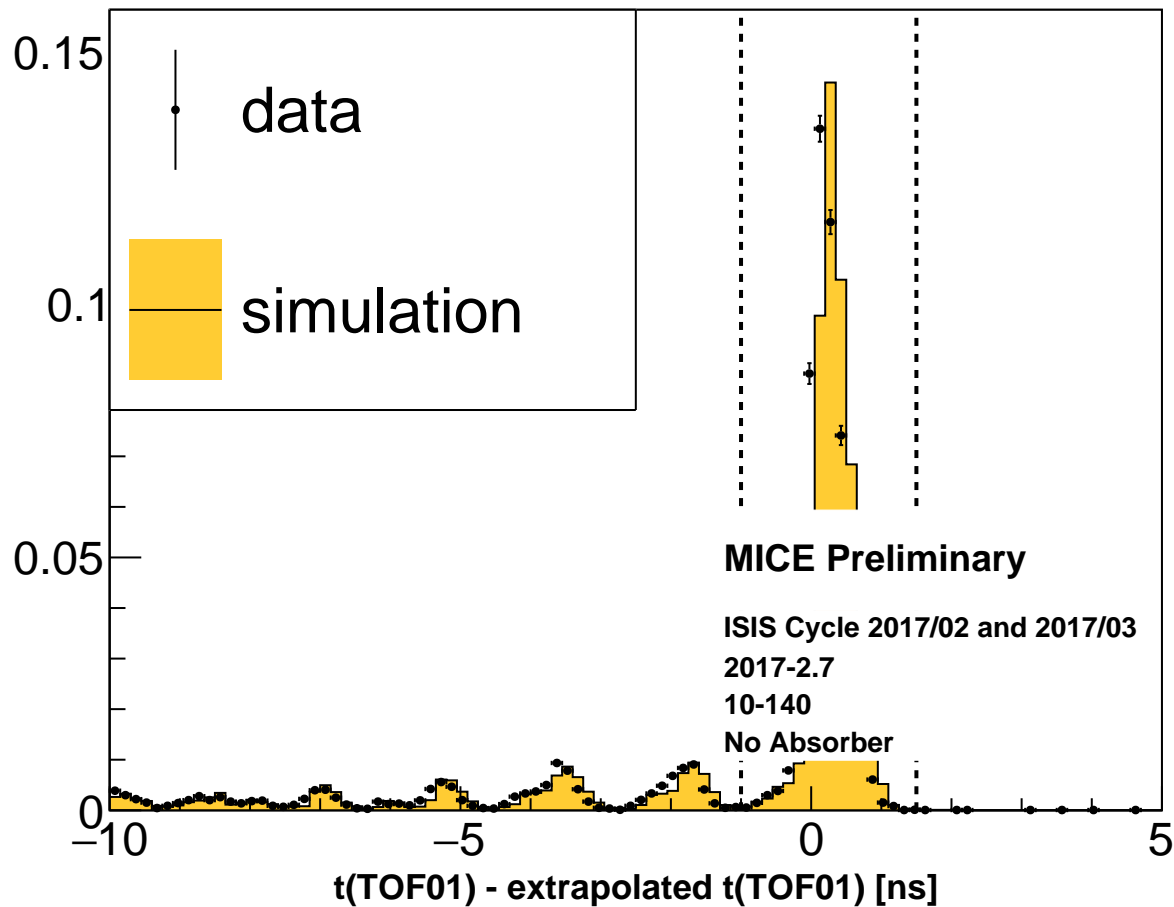 0.15
data
0.1
simulation
0.05
MICE Preliminary
ISIS Cycle 2017/02 and 2017/03
2017-2.7
10-140
No Absorber
0
−10
−5
0
5
t(TOF01) - extrapolated t(TOF01) [ns]